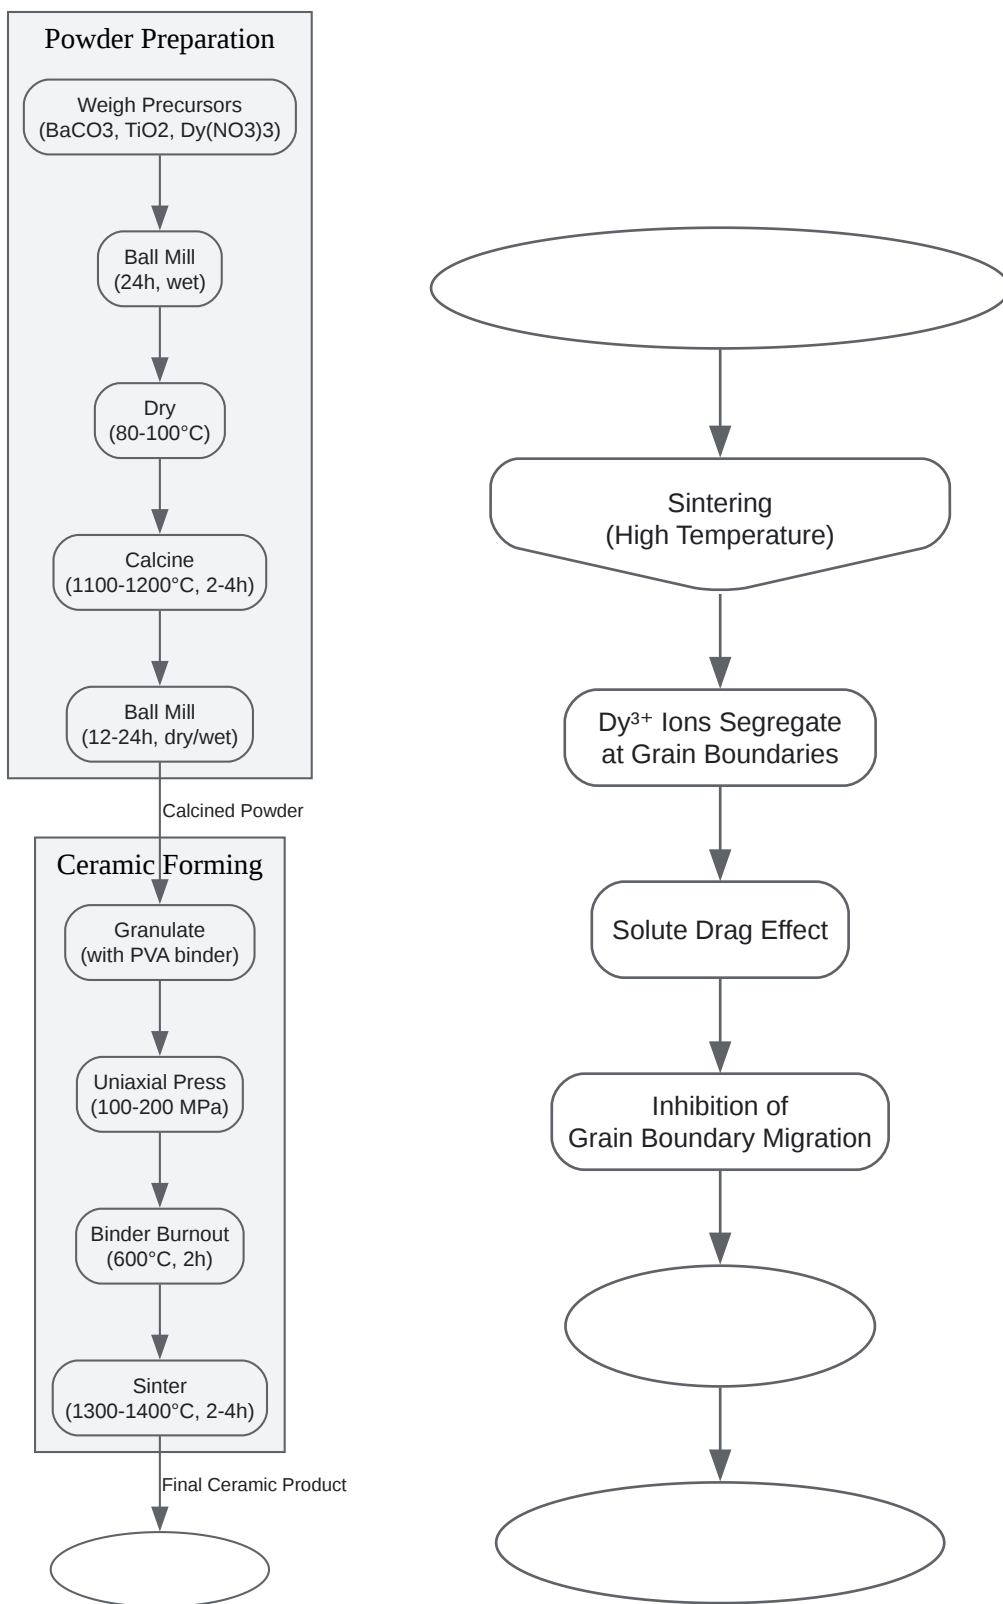 Powder Preparation
Weigh Precursors
(BaCO3, TiO2, Dy(NO3)3)
Ball Mill
(24h, wet)
Dry
(80-100°C)
Calcine
(1100-1200°C, 2-4h)
Ball Mill
(12-24h, dry/wet)
Calcined Powder
Ceramic Forming
Granulate
(with PVA binder)
Uniaxial Press
(100-200 MPa)
Binder Burnout
(600°C, 2h)
Sinter
(1300-1400°C, 2-4h)
Final Ceramic Product
Sintering
(High Temperature)
Dy³⁺ Ions Segregate
at Grain Boundaries
Solute Drag Effect
Inhibition of
Grain Boundary Migration